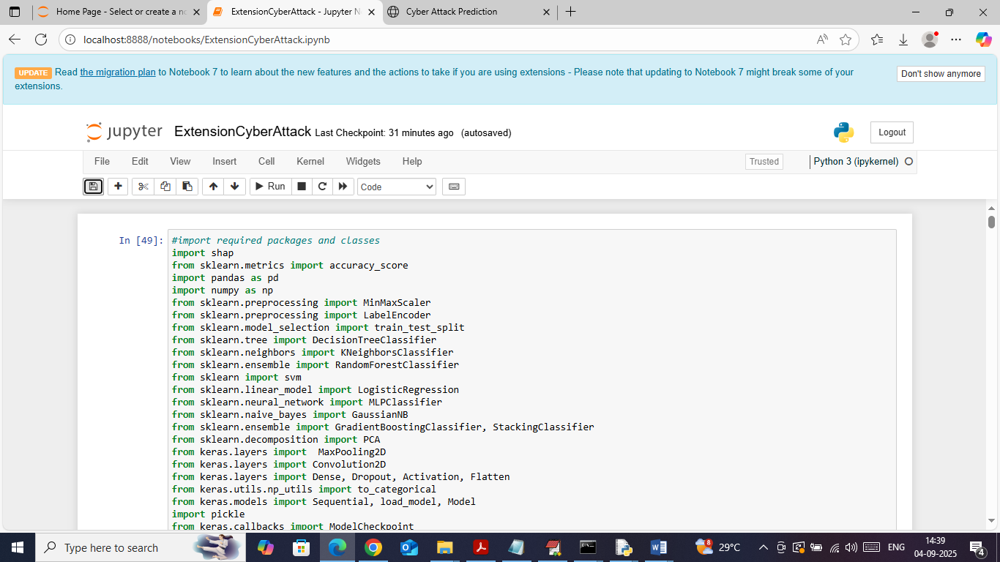 Home Page - Select or create a no
ExtensionCyberAttack - Jupyter N
Cyber Attack Prediction
localhost:8888/notebooks/ExtensionCyberAttack.ipynb
UPDATE Read the migration plan to Notebook 7 to learn about the new features and the actions to take if you are using extensions - Please note that updating to Notebook 7 might break some of your
extensions.
Don't show anymore
jupyter ExtensionCyberAttack Last Checkpoint: 31 minutes ago (autosaved)
Logout
File Edit View Insert Cell Kernel Widgets Help
Trusted
Python 3 (ipykernel)
Run
Code
In [49]:
#import required packages and classes
import shap
from sklearn.metrics import accuracy_score
import pandas as pd
import numpy as np
from sklearn.preprocessing import MinMaxScaler
from sklearn.preprocessing import LabelEncoder
from sklearn.model_selection import train_test_split
from sklearn.tree import DecisionTreeClassifier
from sklearn.neighbors import KNeighborsClassifier
from sklearn.ensemble import RandomForestClassifier
from sklearn import svm
from sklearn.linear_model import LogisticRegression
from sklearn.neural_network import MLPClassifier
from sklearn.naive_bayes import GaussianNB
from sklearn.ensemble import GradientBoostingClassifier, StackingClassifier
from sklearn.decomposition import PCA
from keras.layers import  MaxPooling2D
from keras.layers import Convolution2D
from keras.layers import Dense, Dropout, Activation, Flatten
from keras.utils.np_utils import to_categorical
from keras.models import Sequential, load_model, Model
import pickle
from keras.callbacks import ModelCheckpoint
Type here to search
8
29°C
ENG
14:39
04-09-2025
4